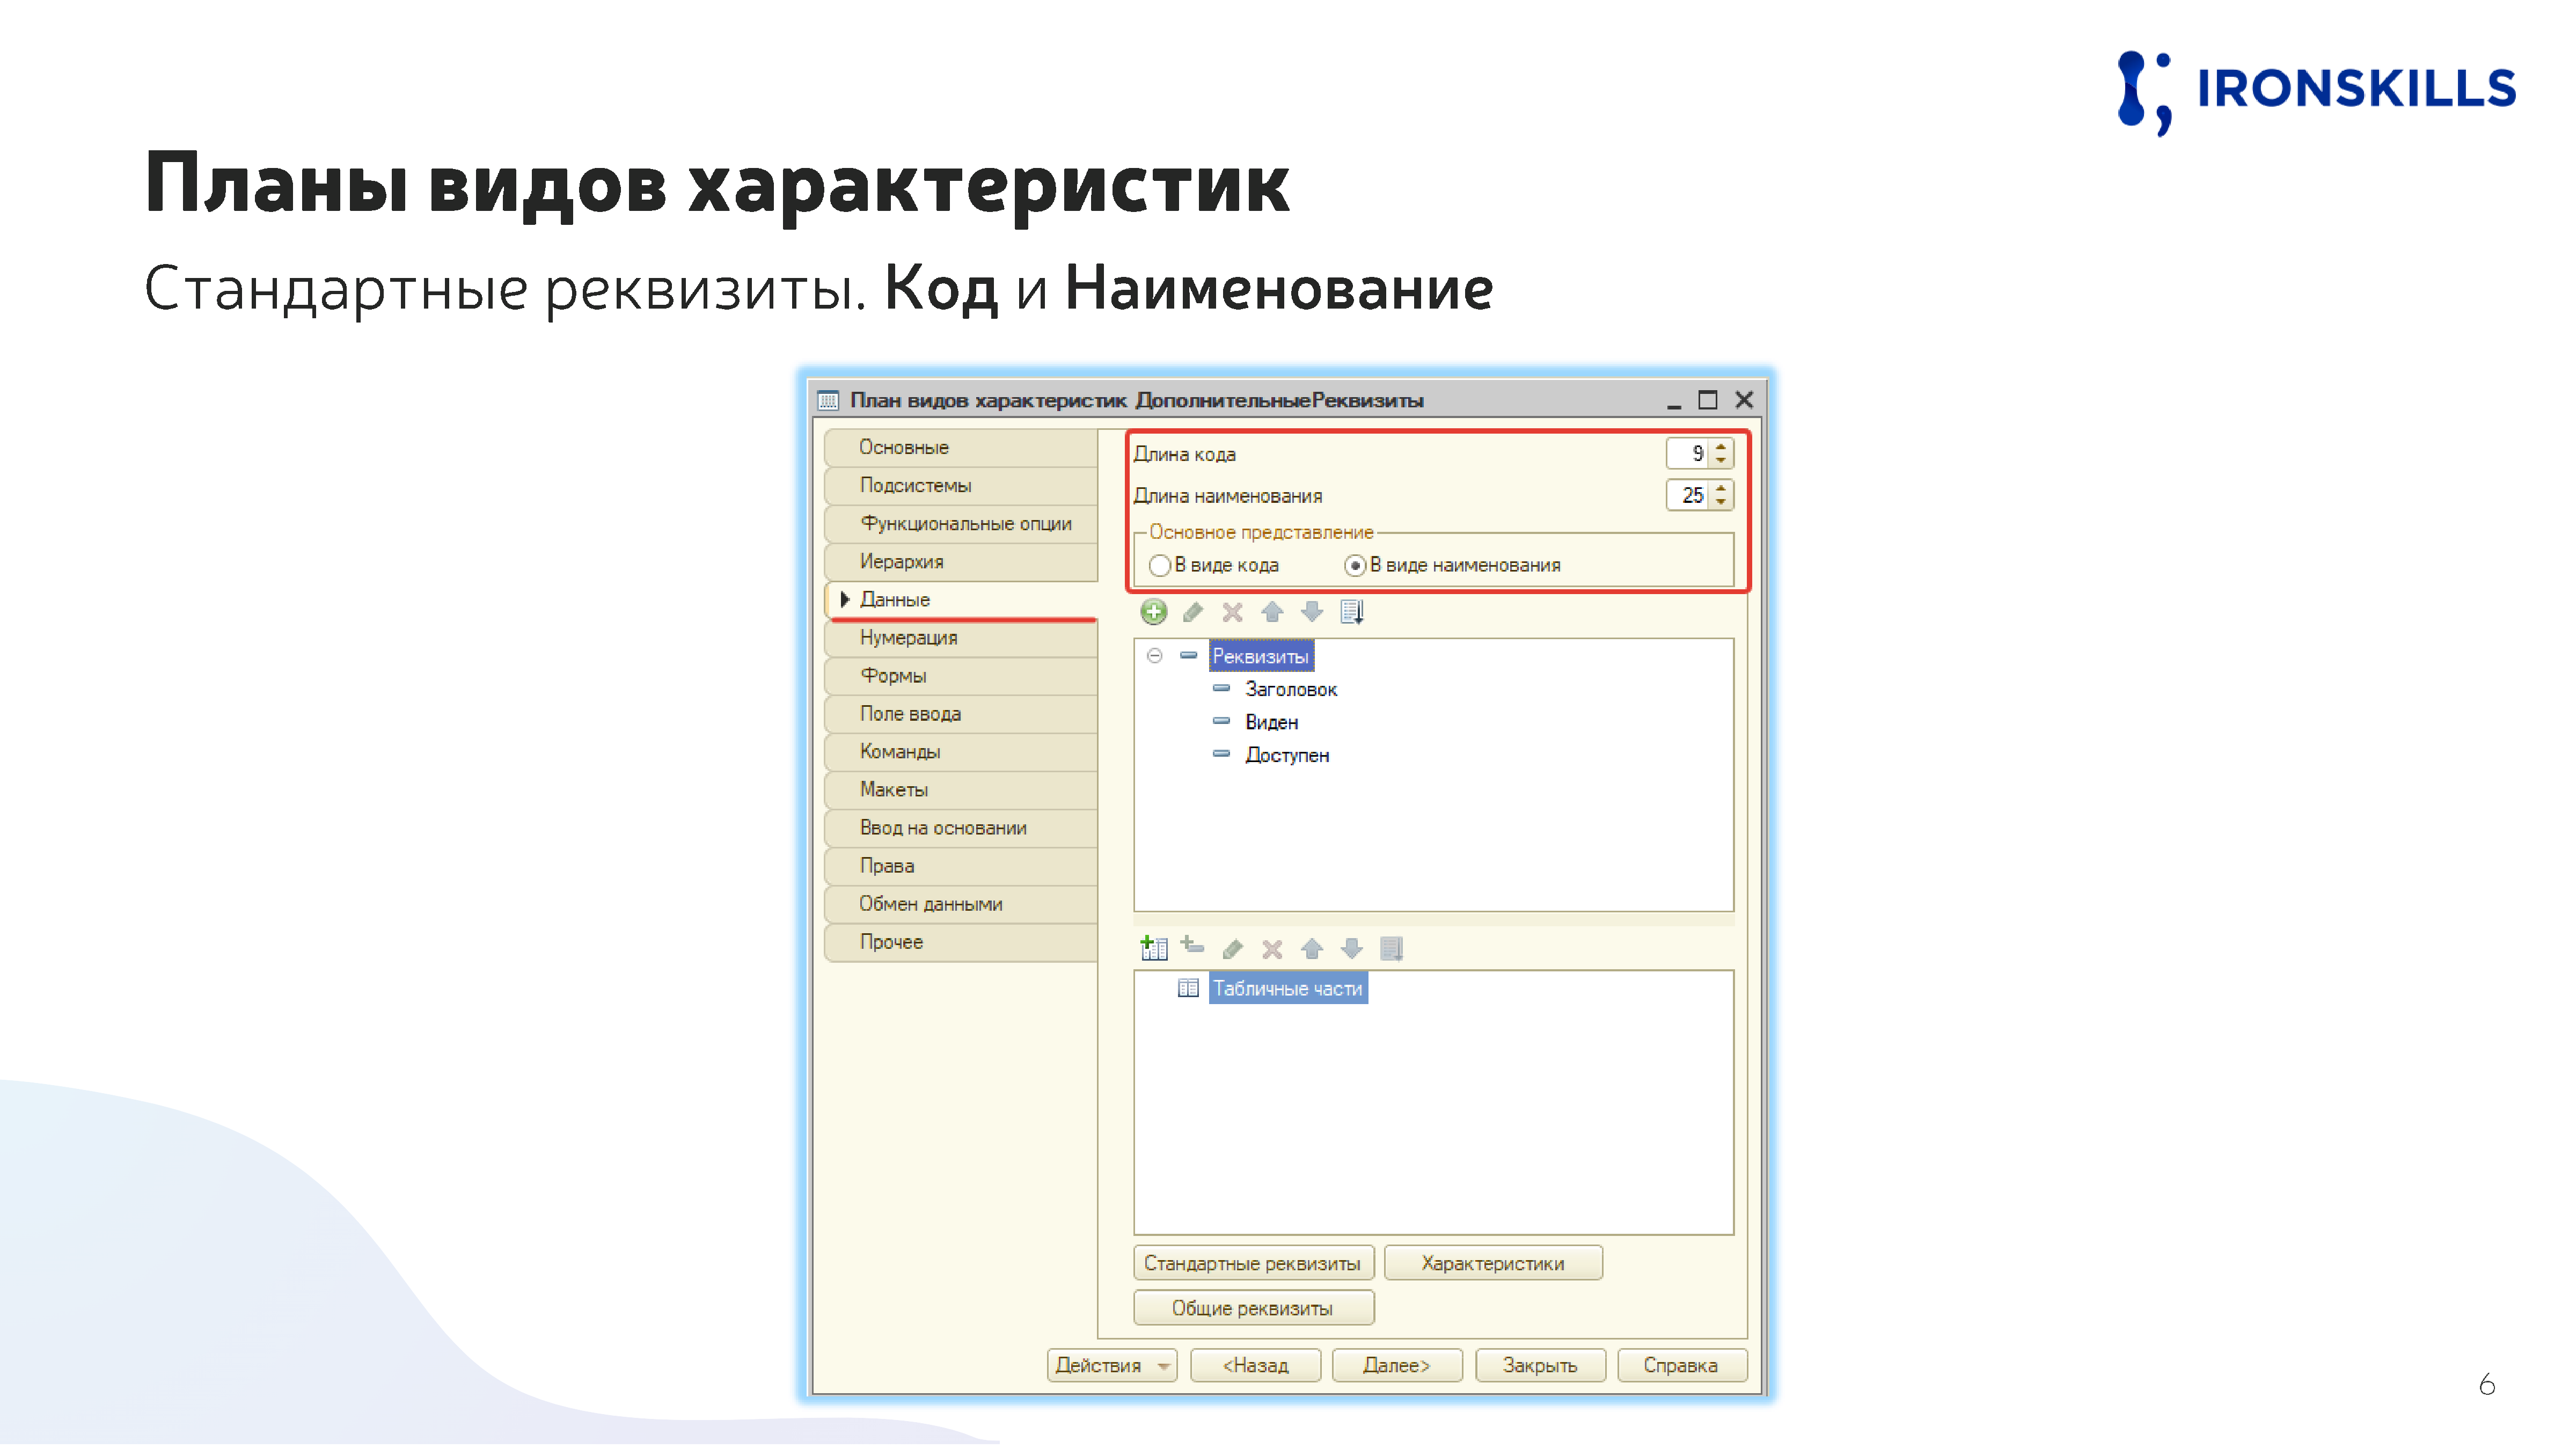 IRONSKILLS
Планы видов характеристик
Стандартные реквизиты. Код и Наименование
План видов характеристик ДополнительныеРеквизиты
Основные
Подсистемы
Функциональные опции
Иерархия
Данные
Нумерация
Формы
Поле ввода
Команды
Макеты
Ввод на основании
Права
Обмен данными
Прочее
Длина кода 9
Длина наименования 25
Основное представление
В виде кода В виде наименования
Реквизиты
Заголовок
Виден
Доступен
Табличные части
Стандартные реквизиты Характеристики
Общие реквизиты
Действия <Назад Далее> Закрыть Справка
6